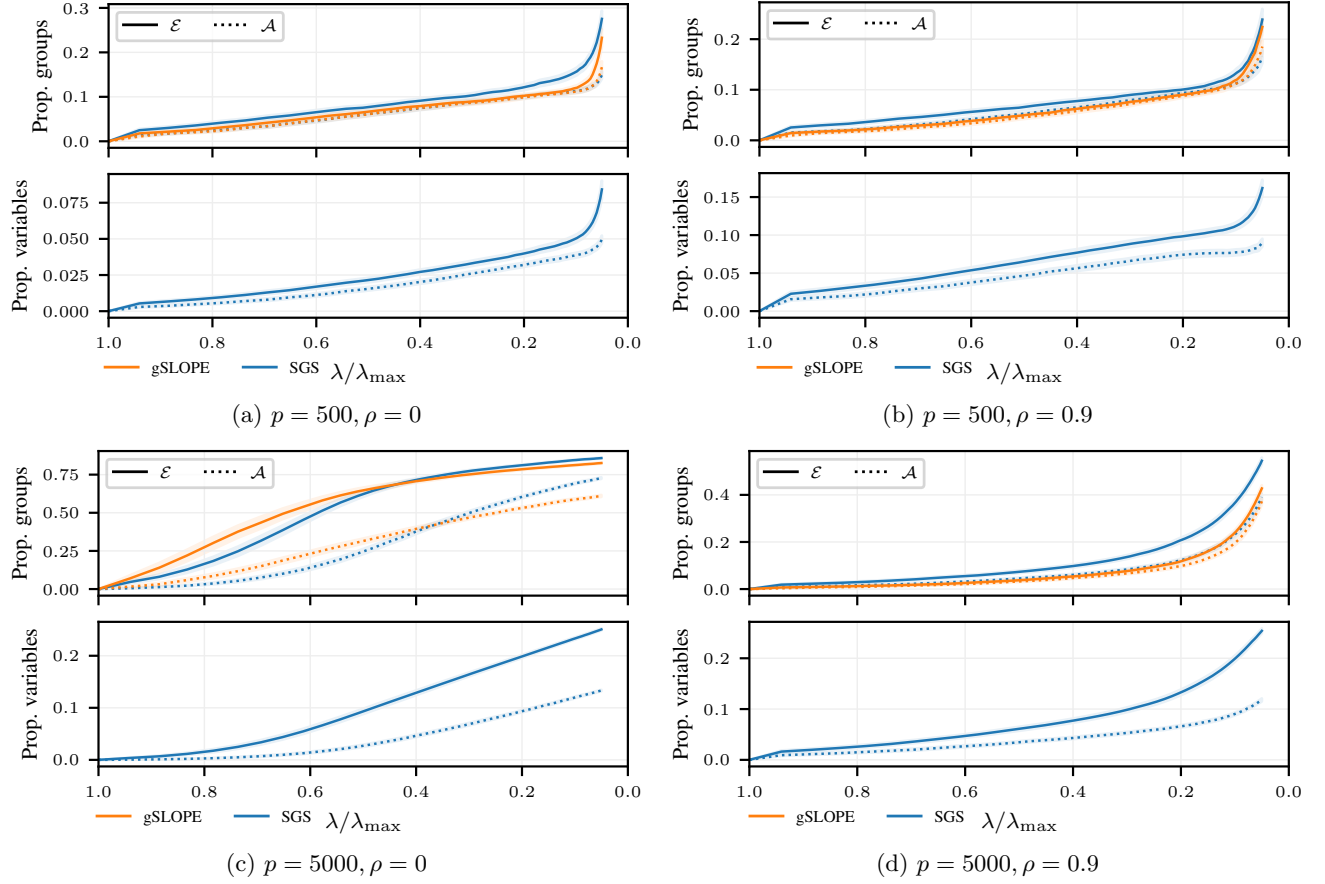 0.3
0.2
0.1
0.0
Prop. groups
ℰ 𝒜
0.075
0.050
0.025
0.000
Prop. variables
1.0 0.8 0.6 0.4 0.2 0.0
gSLOPE SGS λ/λmax
(a) p = 500, ρ = 0
0.2
0.1
0.0
Prop. groups
ℰ 𝒜
0.15
0.10
0.05
0.00
Prop. variables
1.0 0.8 0.6 0.4 0.2 0.0
gSLOPE SGS λ/λmax
(b) p = 500, ρ = 0.9
0.75
0.50
0.25
0.00
Prop. groups
ℰ 𝒜
0.2
0.1
0.0
Prop. variables
1.0 0.8 0.6 0.4 0.2 0.0
gSLOPE SGS λ/λmax
(c) p = 5000, ρ = 0
0.4
0.2
0.0
Prop. groups
ℰ 𝒜
0.2
0.1
0.0
Prop. variables
1.0 0.8 0.6 0.4 0.2 0.0
gSLOPE SGS λ/λmax
(d) p = 5000, ρ = 0.9